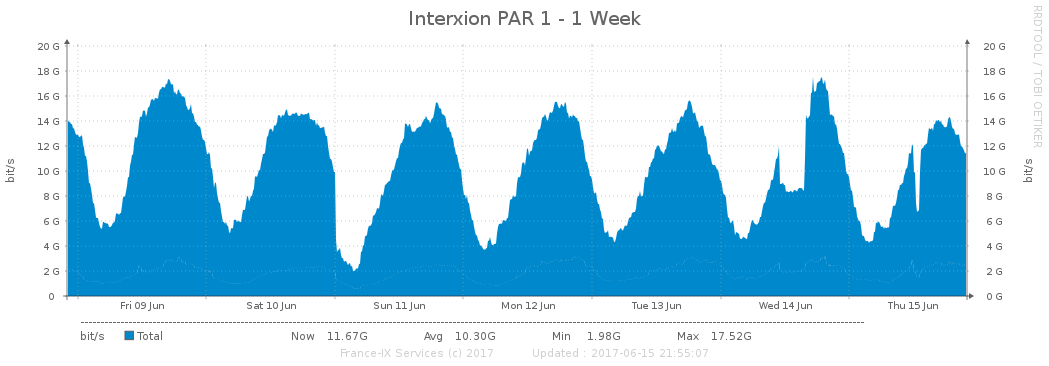 Interxion PAR 1 - 1 Week
RRDTOOL / TOBI OETIKER
20 G 20 G
18 G 18 G
16 G 16 G
14 G 14 G
12 G 12 G
10 G 10 G
8 G 8 G
6 G 6 G
4 G 4 G
2 G 2 G
0 0 G
bit/s
bit/s
Fri 09 Jun Sat 10 Jun Sun 11 Jun Mon 12 Jun Tue 13 Jun Wed 14 Jun Thu 15 Jun
bit/s Total Now 11.67G Avg 10.30G Min 1.98G Max 17.52G
France-IX Services (c) 2017 Updated : 2017-06-15 21:55:07